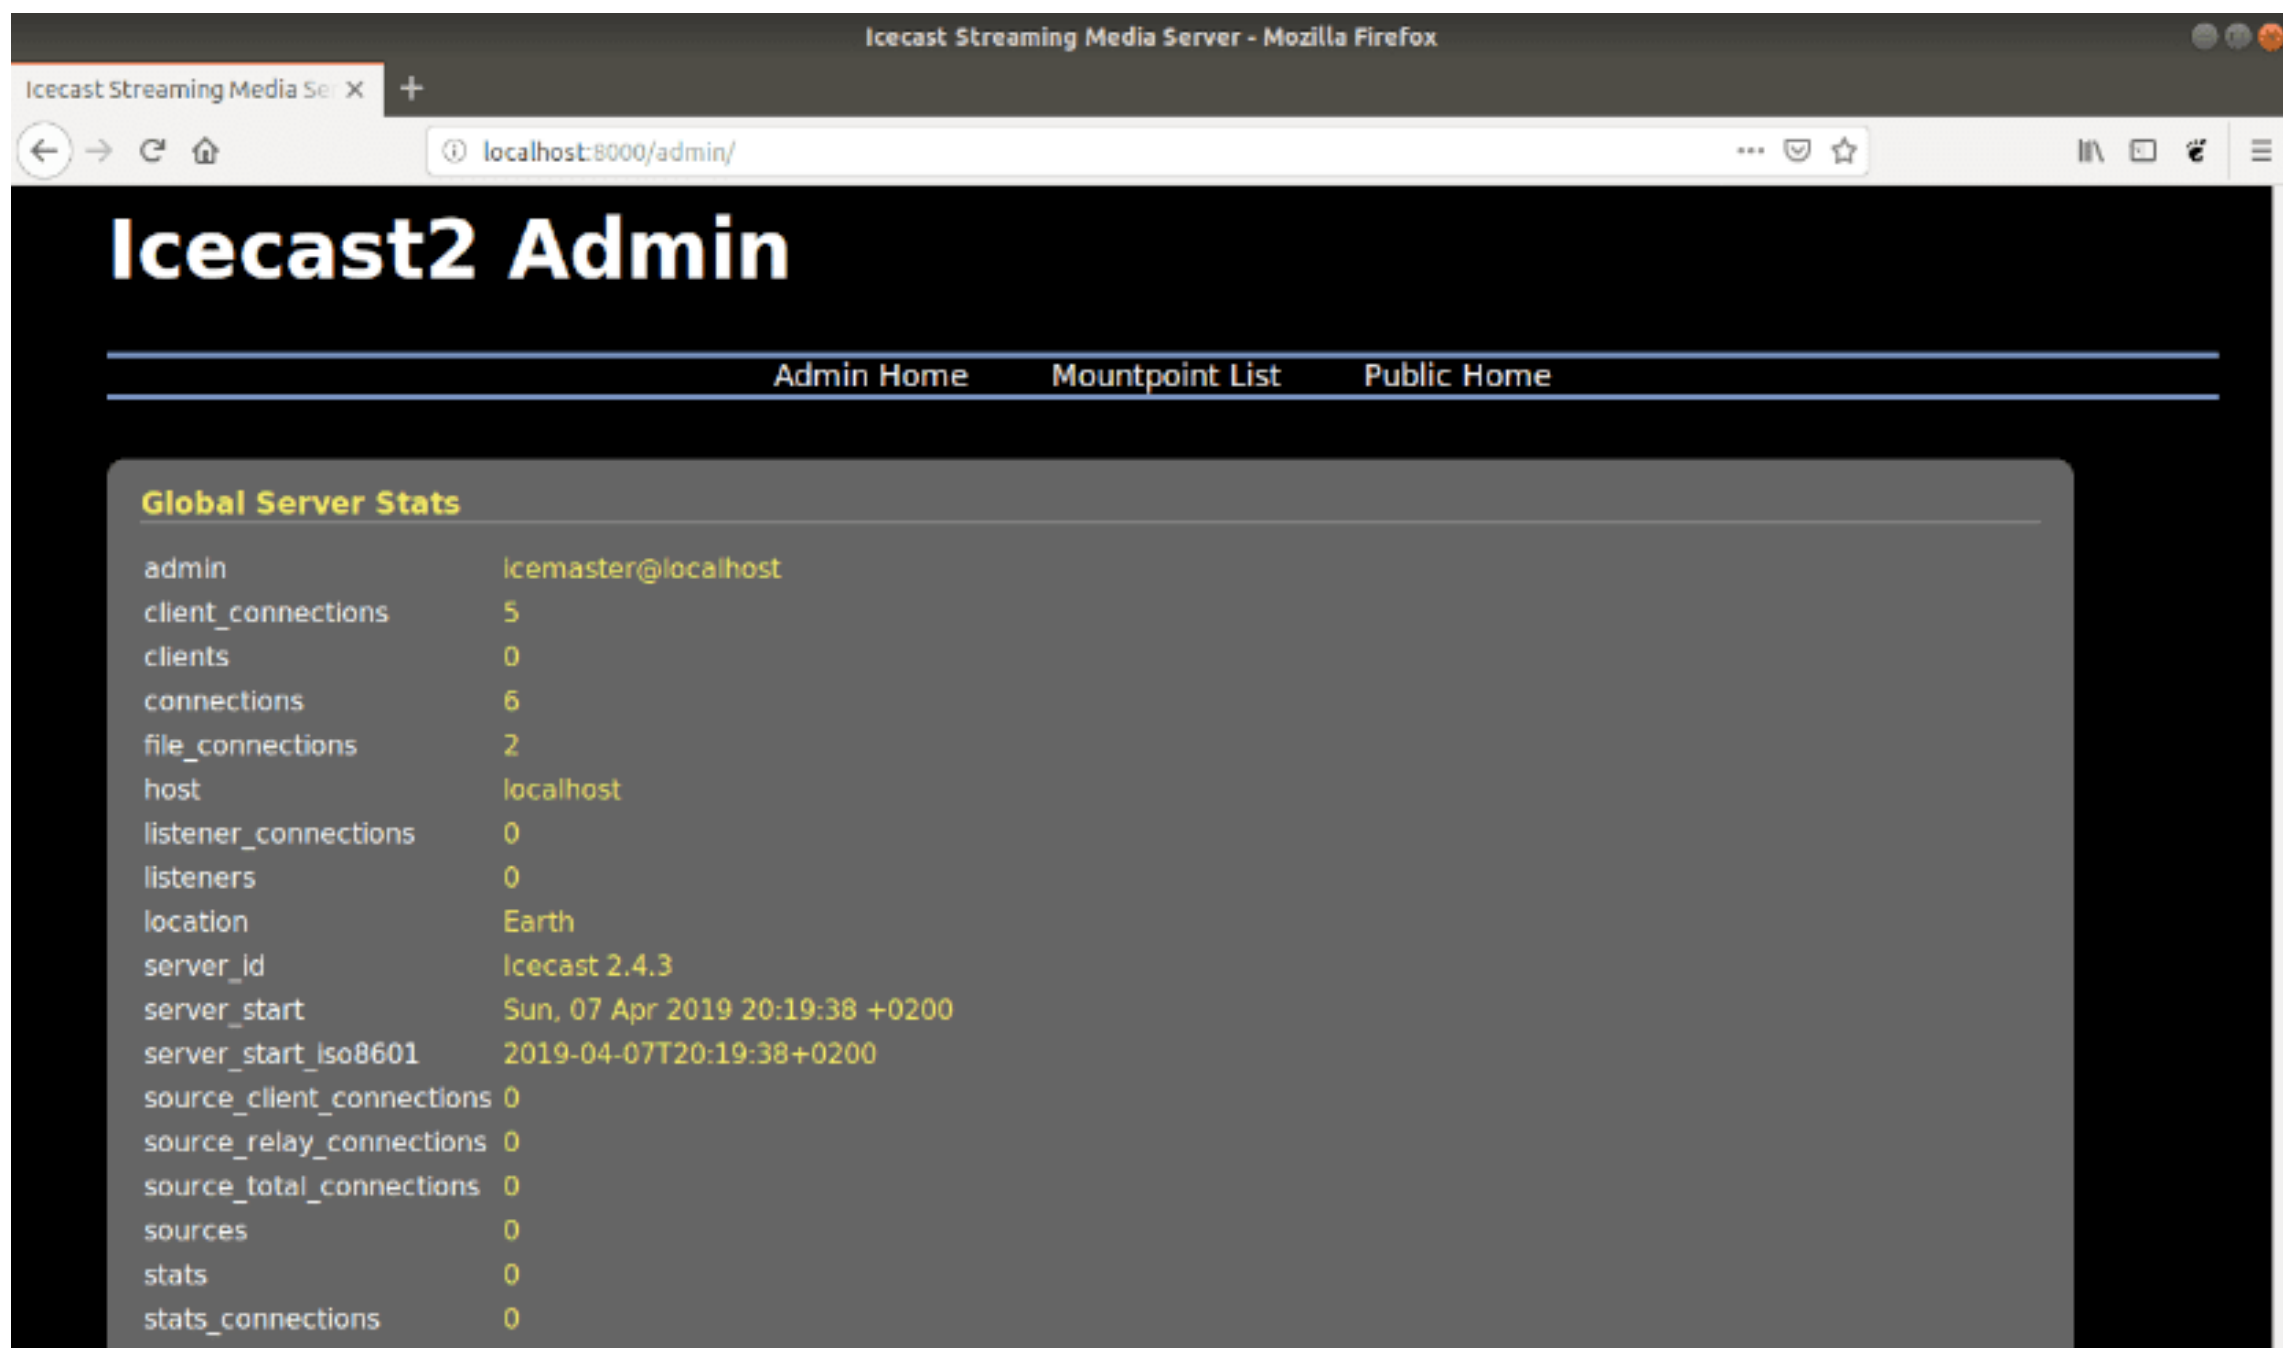 Icecast Streaming Media Server - Mozilla Firefox
Icecast Streaming Media Ser
localhost:8000/admin/
Icecast2 Admin
Admin Home Mountpoint List Public Home
Global Server Stats
admin icemaster@localhost
client_connections 5
clients 0
connections 6
file_connections 2
host localhost
listener_connections 0
listeners 0
location Earth
server_id Icecast 2.4.3
server_start Sun, 07 Apr 2019 20:19:38 +0200
server_start_iso8601 2019-04-07T20:19:38+0200
source_client_connections 0
source_relay_connections 0
source_total_connections 0
sources 0
stats 0
stats_connections 0